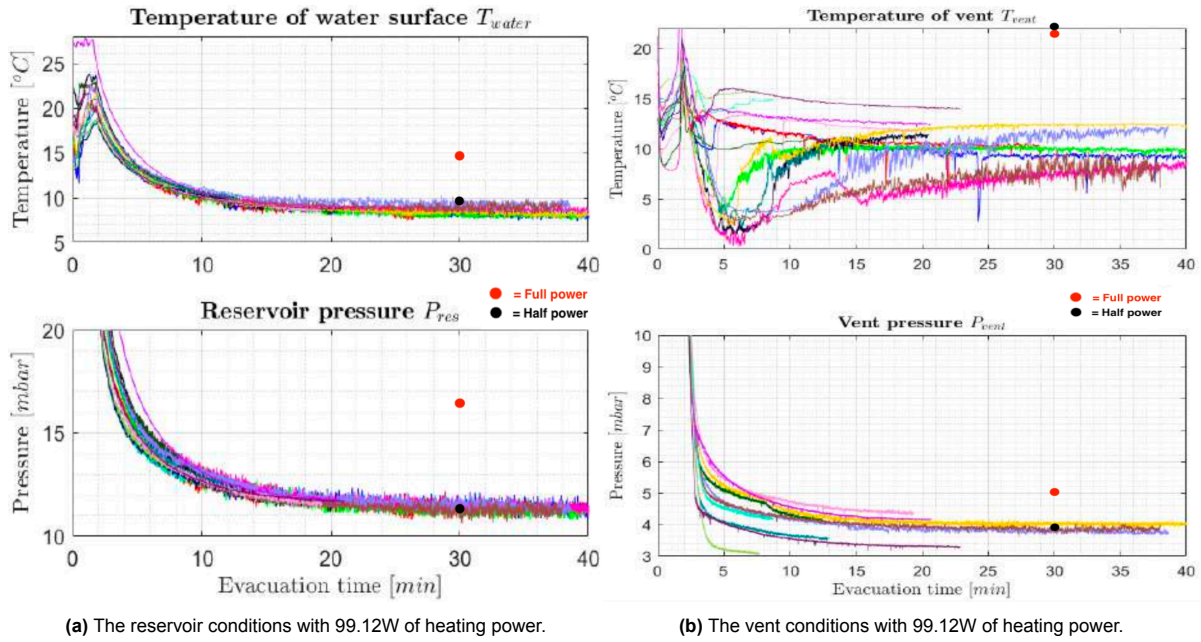 Temperature of water surface T_water
Temperature [°C]
25
20
15
10
5
0 10 20 30 40
= Full power
= Half power
Reservoir pressure P_res
Pressure [mbar]
20
15
10
0 10 20 30 40
Evacuation time [min]
(a) The reservoir conditions with 99.12W of heating power.
Temperature of vent T_vent
Temperature [°C]
20
15
10
5
0
0 5 10 15 20 25 30 35 40
= Full power
= Half power
Vent pressure P_vent
Pressure [mbar]
10
9
8
7
6
5
4
3
0 5 10 15 20 25 30 35 40
Evacuation time [min]
(b) The vent conditions with 99.12W of heating power.